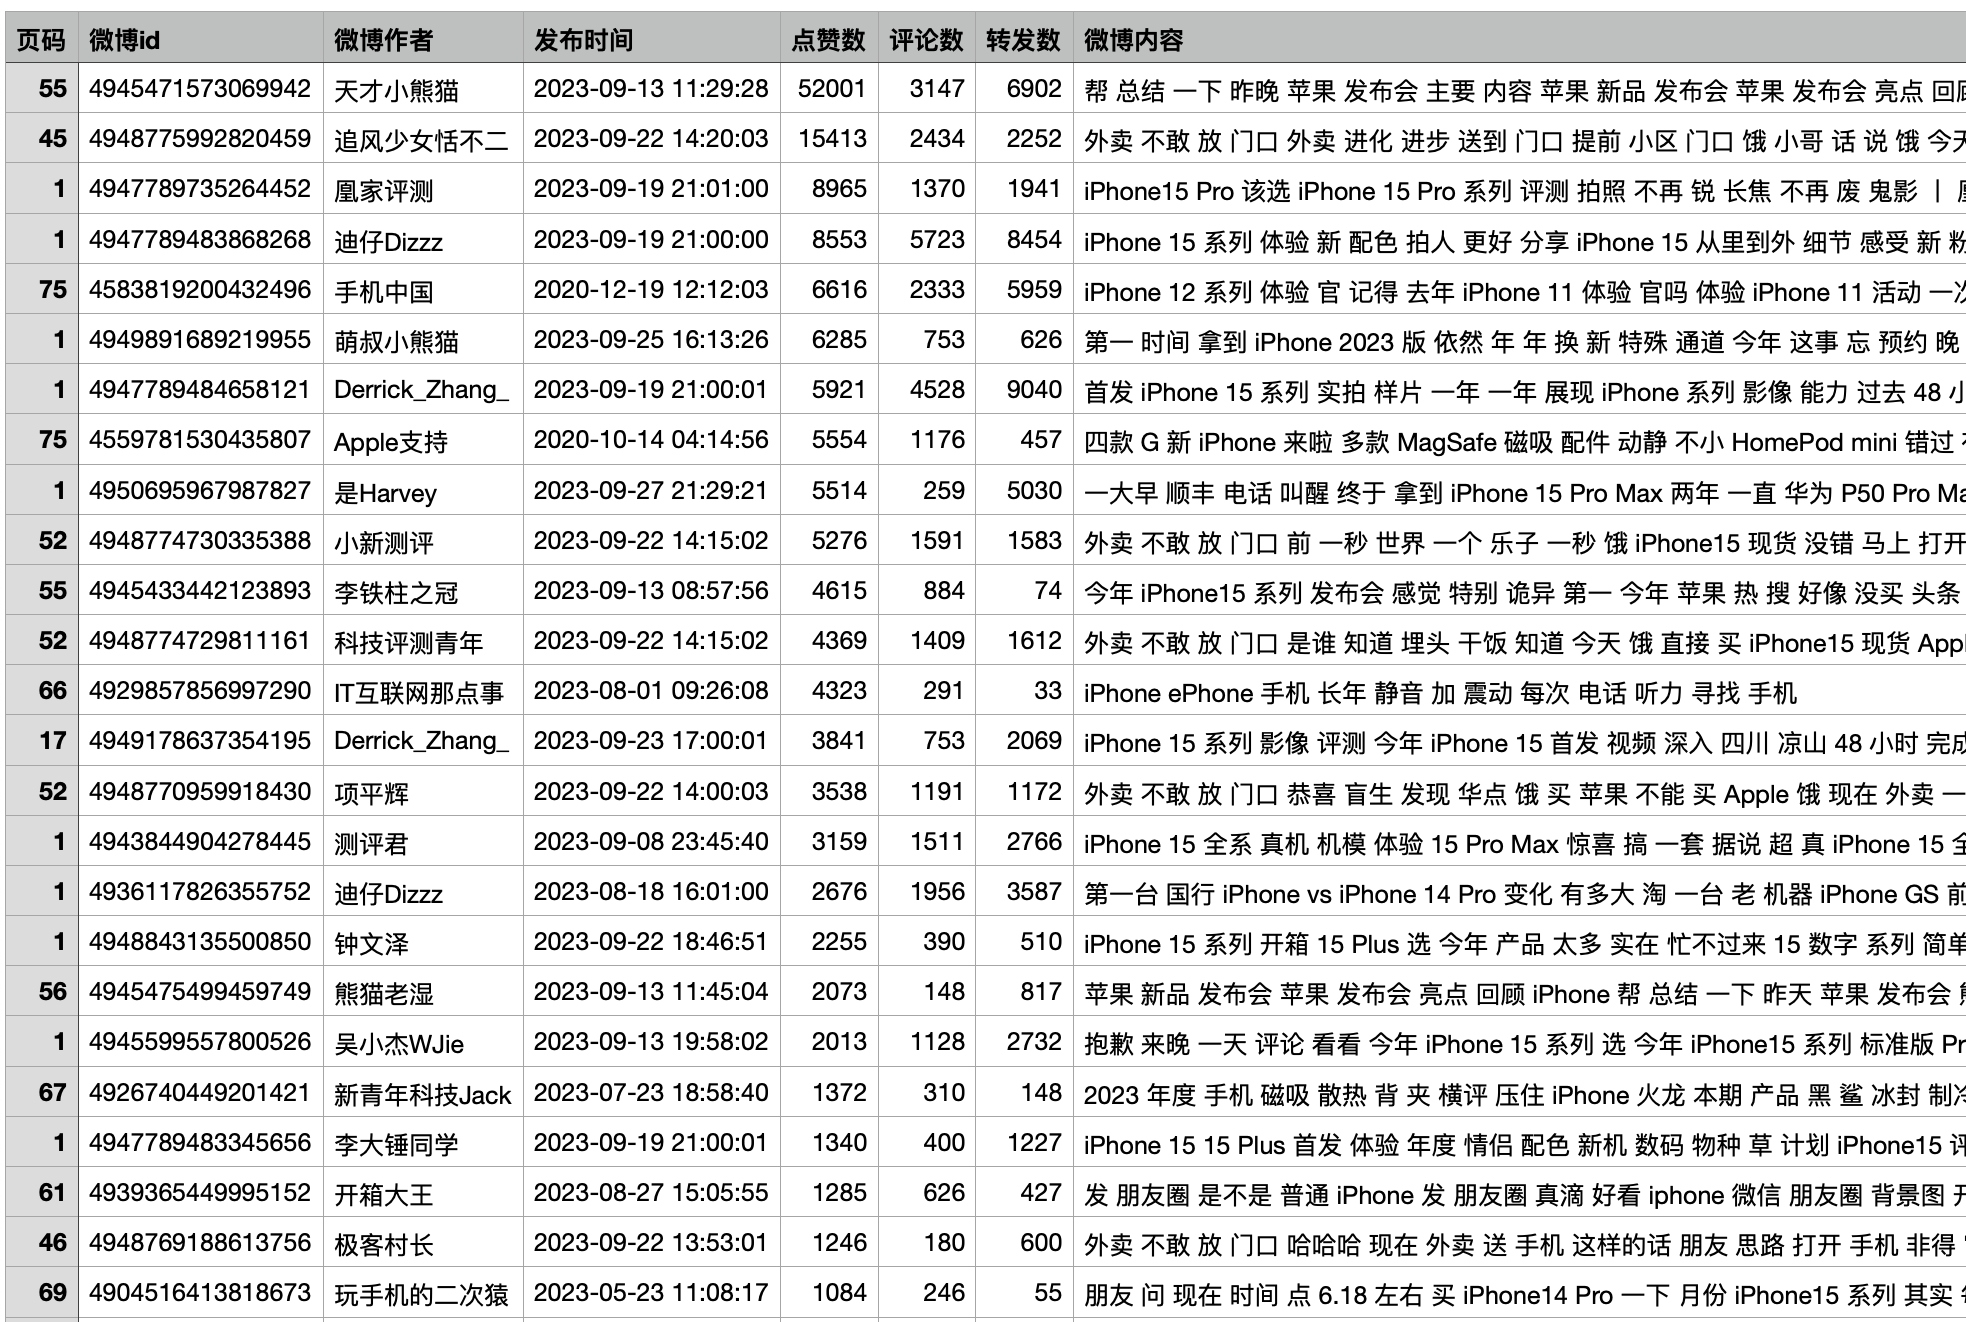 页码 微博id 微博作者 发布时间 点赞数 评论数 转发数 微博内容
55 4945471573069942 天才小熊猫 2023-09-13 11:29:28 52001 3147 6902 帮 总结 一下 昨晚 苹果 发布会 主要 内容 苹果 新品 发布会 苹果 发布会 亮点
45 4948775992820459 追风少女恬不二 2023-09-22 14:20:03 15413 2434 2252 外卖 不敢 放 门口 外卖 进化 进步 送到 门口 提前 小区 门口 饿 小哥 话 说 饿 今天
1 4947789735264452 凰家评测 2023-09-19 21:01:00 8965 1370 1941 iPhone15 Pro 该选 iPhone 15 Pro 系列 评测 拍照 不再 锐 长焦 不再 废 鬼影 丨
1 4947789483868268 迪仔Dizzz 2023-09-19 21:00:00 8553 5723 8454 iPhone 15 系列 体验 新 配色 拍人 更好 分享 iPhone 15 从里到外 细节 感受 新 粉
75 4583819200432496 手机中国 2020-12-19 12:12:03 6616 2333 5959 iPhone 12 系列 体验 官 记得 去年 iPhone 11 体验 官吗 体验 iPhone 11 活动 一次
1 4949891689219955 萌叔小熊猫 2023-09-25 16:13:26 6285 753 626 第一 时间 拿到 iPhone 2023 版 依然 年 年 换 新 特殊 通道 今年 这事 忘 预约 晚
1 4947789484658121 Derrick_Zhang_ 2023-09-19 21:00:01 5921 4528 9040 首发 iPhone 15 系列 实拍 样片 一年 一年 展现 iPhone 系列 影像 能力 过去 48 小
75 4559781530435807 Apple支持 2020-10-14 04:14:56 5554 1176 457 四款 G 新 iPhone 来啦 多款 MagSafe 磁吸 配件 动静 不小 HomePod mini 错过
1 4950695967987827 是Harvey 2023-09-27 21:29:21 5514 259 5030 一大早 顺丰 电话 叫醒 终于 拿到 iPhone 15 Pro Max 两年 一直 华为 P50 Pro Ma
52 4948774730335388 小新测评 2023-09-22 14:15:02 5276 1591 1583 外卖 不敢 放 门口 前 一秒 世界 一个 乐子 一秒 饿 iPhone15 现货 没错 马上 打开
55 4945433442123893 李铁柱之冠 2023-09-13 08:57:56 4615 884 74 今年 iPhone15 系列 发布会 感觉 特别 诡异 第一 今年 苹果 热 搜 好像 没买 头条
52 4948774729811161 科技评测青年 2023-09-22 14:15:02 4369 1409 1612 外卖 不敢 放 门口 是谁 知道 埋头 干饭 知道 今天 饿 直接 买 iPhone15 现货 Appl
66 4929857856997290 IT互联网那点事 2023-08-01 09:26:08 4323 291 33 iPhone ePhone 手机 长年 静音 加 震动 每次 电话 听力 寻找 手机
17 4949178637354195 Derrick_Zhang_ 2023-09-23 17:00:01 3841 753 2069 iPhone 15 系列 影像 评测 今年 iPhone 15 首发 视频 深入 四川 凉山 48 小时 完成
52 4948770959918430 项平辉 2023-09-22 14:00:03 3538 1191 1172 外卖 不敢 放 门口 恭喜 盲生 发现 华点 饿 买 苹果 不能 买 Apple 饿 现在 外卖 一
1 4943844904278445 测评君 2023-09-08 23:45:40 3159 1511 2766 iPhone 15 全系 真机 机模 体验 15 Pro Max 惊喜 搞 一套 据说 超 真 iPhone 15 全
1 4936117826355752 迪仔Dizzz 2023-08-18 16:01:00 2676 1956 3587 第一台 国行 iPhone vs iPhone 14 Pro 变化 有多大 淘 一台 老 机器 iPhone GS 前
1 4948843135500850 钟文泽 2023-09-22 18:46:51 2255 390 510 iPhone 15 系列 开箱 15 Plus 选 今年 产品 太多 实在 忙不过来 15 数字 系列 简单
56 4945475499459749 熊猫老湿 2023-09-13 11:45:04 2073 148 817 苹果 新品 发布会 苹果 发布会 亮点 回顾 iPhone 帮 总结 一下 昨天 苹果 发布会
1 4945599557800526 吴小杰WJie 2023-09-13 19:58:02 2013 1128 2732 抱歉 来晚 一天 评论 看看 今年 iPhone 15 系列 选 今年 iPhone15 系列 标准版 Pr
67 4926740449201421 新青年科技Jack 2023-07-23 18:58:40 1372 310 148 2023 年度 手机 磁吸 散热 背 夹 横评 压住 iPhone 火龙 本期 产品 黑 鲨 冰封 制冷
1 4947789483345656 李大锤同学 2023-09-19 21:00:01 1340 400 1227 iPhone 15 15 Plus 首发 体验 年度 情侣 配色 新机 数码 物种 草 计划 iPhone15 评
61 4939365449995152 开箱大王 2023-08-27 15:05:55 1285 626 427 发 朋友圈 是不是 普通 iPhone 发 朋友圈 真滴 好看 iphone 微信 朋友圈 背景图 开
46 4948769188613756 极客村长 2023-09-22 13:53:01 1246 180 600 外卖 不敢 放 门口 哈哈哈 现在 外卖 送 手机 这样的话 朋友 思路 打开 手机 非得
69 4904516413818673 玩手机的二次猿 2023-05-23 11:08:17 1084 246 55 朋友 问 现在 时间 点 6.18 左右 买 iPhone14 Pro 一下 月份 iPhone15 系列 其实